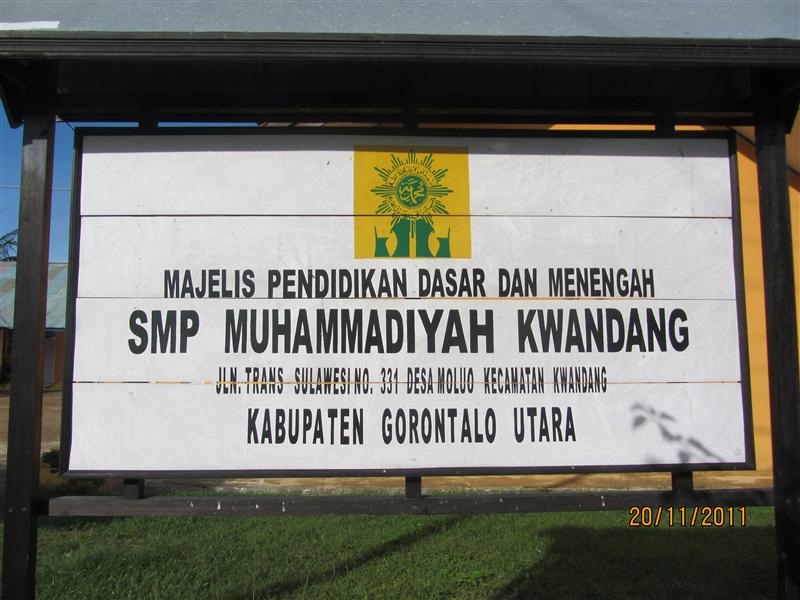 MAJELIS PENDIDIKAN DASAR DAN MENENGAH
SMP MUHAMMADIYAH KWANDANG
JLN. TRANS SULAWESI NO. 331 DESA MOLUO KECAMATAN KWANDANG
KABUPATEN GORONTALO UTARA
20/11/2011